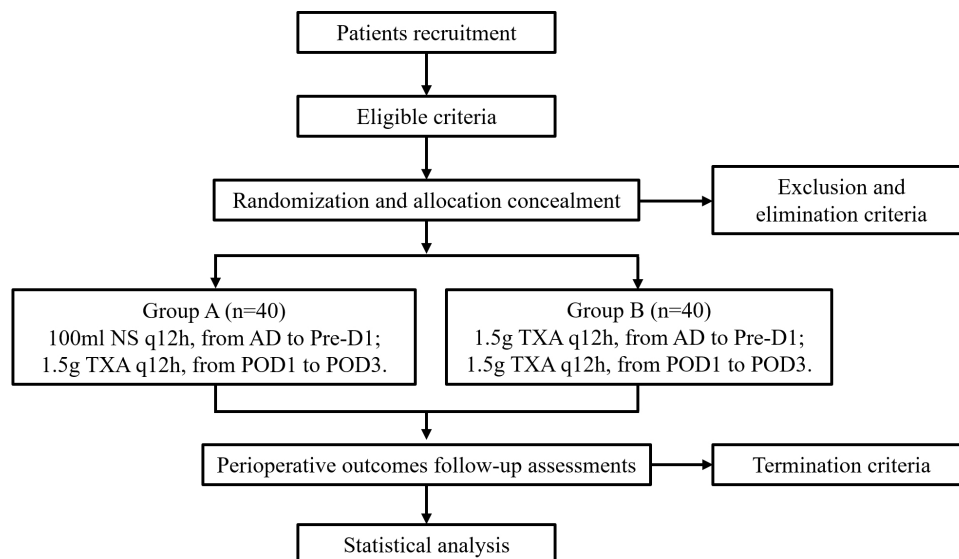 Patients recruitment
Eligible criteria
Randomization and allocation concealment
Exclusion and
elimination criteria
Group A (n=40)
100ml NS q12h, from AD to Pre-D1;
1.5g TXA q12h, from POD1 to POD3.
Group B (n=40)
1.5g TXA q12h, from AD to Pre-D1;
1.5g TXA q12h, from POD1 to POD3.
Perioperative outcomes follow-up assessments
Termination criteria
Statistical analysis